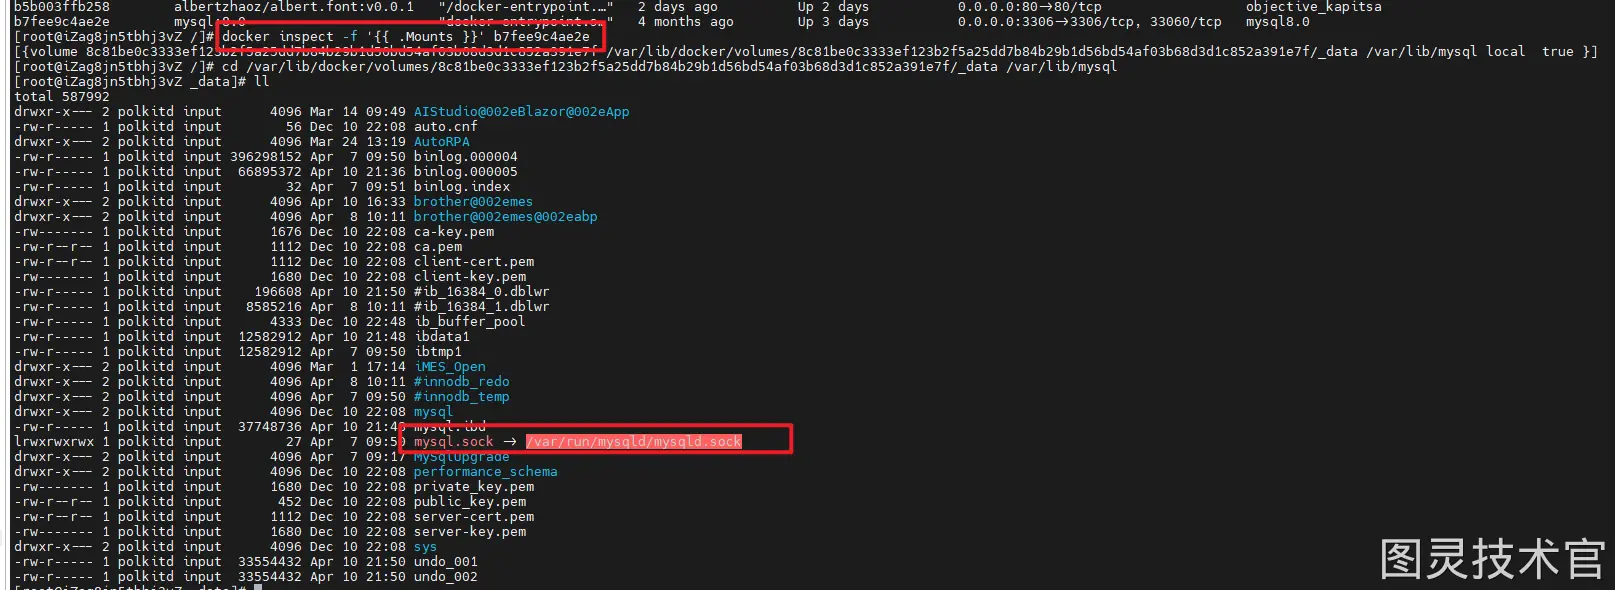 b5b003ffb258        albertzhaoz/albert.font:v0.0.1   "/docker-entrypoint.…"   2 days ago          Up 2 days           0.0.0.0:80->80/tcp                  objective_kapitsa
b7fee9c4ae2e        mysql:8.0                        "docker-entrypoint.s…"   4 months ago        Up 3 days           0.0.0.0:3306->3306/tcp, 33060/tcp   mysql8.0
[root@iZag8jn5tbhj3vZ /]# docker inspect -f '{{ .Mounts }}' b7fee9c4ae2e
[{volume 8c81be0c3333ef123b2f5a25dd7b84b29b1d56bd54af03b68d3d1c852a391e7f /var/lib/docker/volumes/8c81be0c3333ef123b2f5a25dd7b84b29b1d56bd54af03b68d3d1c852a391e7f/_data /var/lib/mysql local  true }]
[root@iZag8jn5tbhj3vZ /]# cd /var/lib/docker/volumes/8c81be0c3333ef123b2f5a25dd7b84b29b1d56bd54af03b68d3d1c852a391e7f/_data /var/lib/mysql
[root@iZag8jn5tbhj3vZ _data]# ll
total 587992
drwxr-x--- 2 polkitd input      4096 Mar 14 09:49 AIStudio@002eBlazor@002eApp
-rw-r----- 1 polkitd input        56 Dec 10 22:08 auto.cnf
drwxr-x--- 2 polkitd input      4096 Mar 24 13:19 AutoRPA
-rw-r----- 1 polkitd input 396298152 Apr  7 09:50 binlog.000004
-rw-r----- 1 polkitd input  66895372 Apr 10 21:36 binlog.000005
-rw-r----- 1 polkitd input        32 Apr  7 09:51 binlog.index
drwxr-x--- 2 polkitd input      4096 Apr 10 16:33 brother@002emes
drwxr-x--- 2 polkitd input      4096 Apr  8 10:11 brother@002emes@002eabp
-rw------- 1 polkitd input      1676 Dec 10 22:08 ca-key.pem
-rw-r--r-- 1 polkitd input      1112 Dec 10 22:08 ca.pem
-rw-r--r-- 1 polkitd input      1112 Dec 10 22:08 client-cert.pem
-rw------- 1 polkitd input      1680 Dec 10 22:08 client-key.pem
-rw-r----- 1 polkitd input    196608 Apr 10 21:50 #ib_16384_0.dblwr
-rw-r----- 1 polkitd input   8585216 Apr  8 10:11 #ib_16384_1.dblwr
-rw-r----- 1 polkitd input      4333 Dec 10 22:48 ib_buffer_pool
-rw-r----- 1 polkitd input  12582912 Apr 10 21:48 ibdata1
-rw-r----- 1 polkitd input  12582912 Apr  7 09:50 ibtmp1
drwxr-x--- 2 polkitd input      4096 Mar  1 17:14 iMES_Open
drwxr-x--- 2 polkitd input      4096 Apr  8 10:11 #innodb_redo
drwxr-x--- 2 polkitd input      4096 Apr  7 09:50 #innodb_temp
drwxr-x--- 2 polkitd input      4096 Dec 10 22:08 mysql
-rw-r----- 1 polkitd input  37748736 Apr 10 21:48 mysql.ibd
lrwxrwxrwx 1 polkitd input        27 Apr  7 09:50 mysql.sock -> /var/run/mysqld/mysqld.sock
drwxr-x--- 2 polkitd input      4096 Apr  7 09:17 MySqlUpgrade
drwxr-x--- 2 polkitd input      4096 Dec 10 22:08 performance_schema
-rw------- 1 polkitd input      1680 Dec 10 22:08 private_key.pem
-rw-r--r-- 1 polkitd input       452 Dec 10 22:08 public_key.pem
-rw-r--r-- 1 polkitd input      1112 Dec 10 22:08 server-cert.pem
-rw------- 1 polkitd input      1680 Dec 10 22:08 server-key.pem
drwxr-x--- 2 polkitd input      4096 Dec 10 22:08 sys
-rw-r----- 1 polkitd input  33554432 Apr 10 21:50 undo_001
-rw-r----- 1 polkitd input  33554432 Apr 10 21:50 undo_002
[root@iZag8jn5tbhj3vZ _data]#
图灵技术官